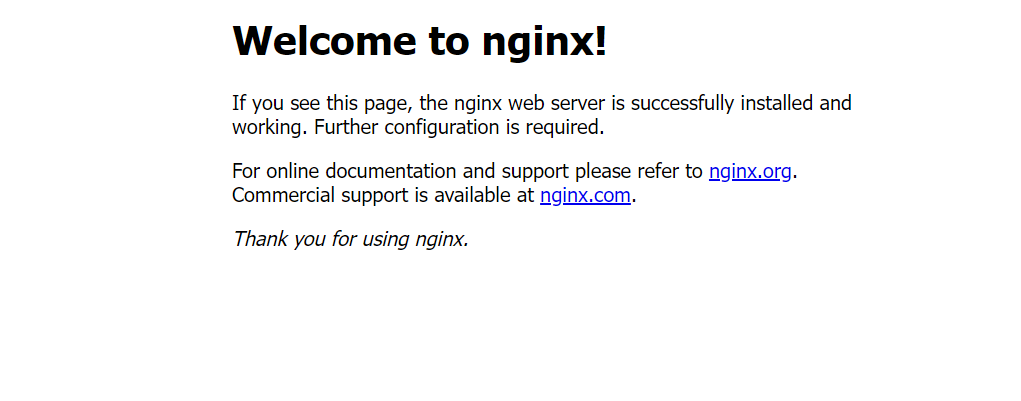 Welcome to nginx!
If you see this page, the nginx web server is successfully installed and
working. Further configuration is required.
For online documentation and support please refer to nginx.org.
Commercial support is available at nginx.com.
Thank you for using nginx.